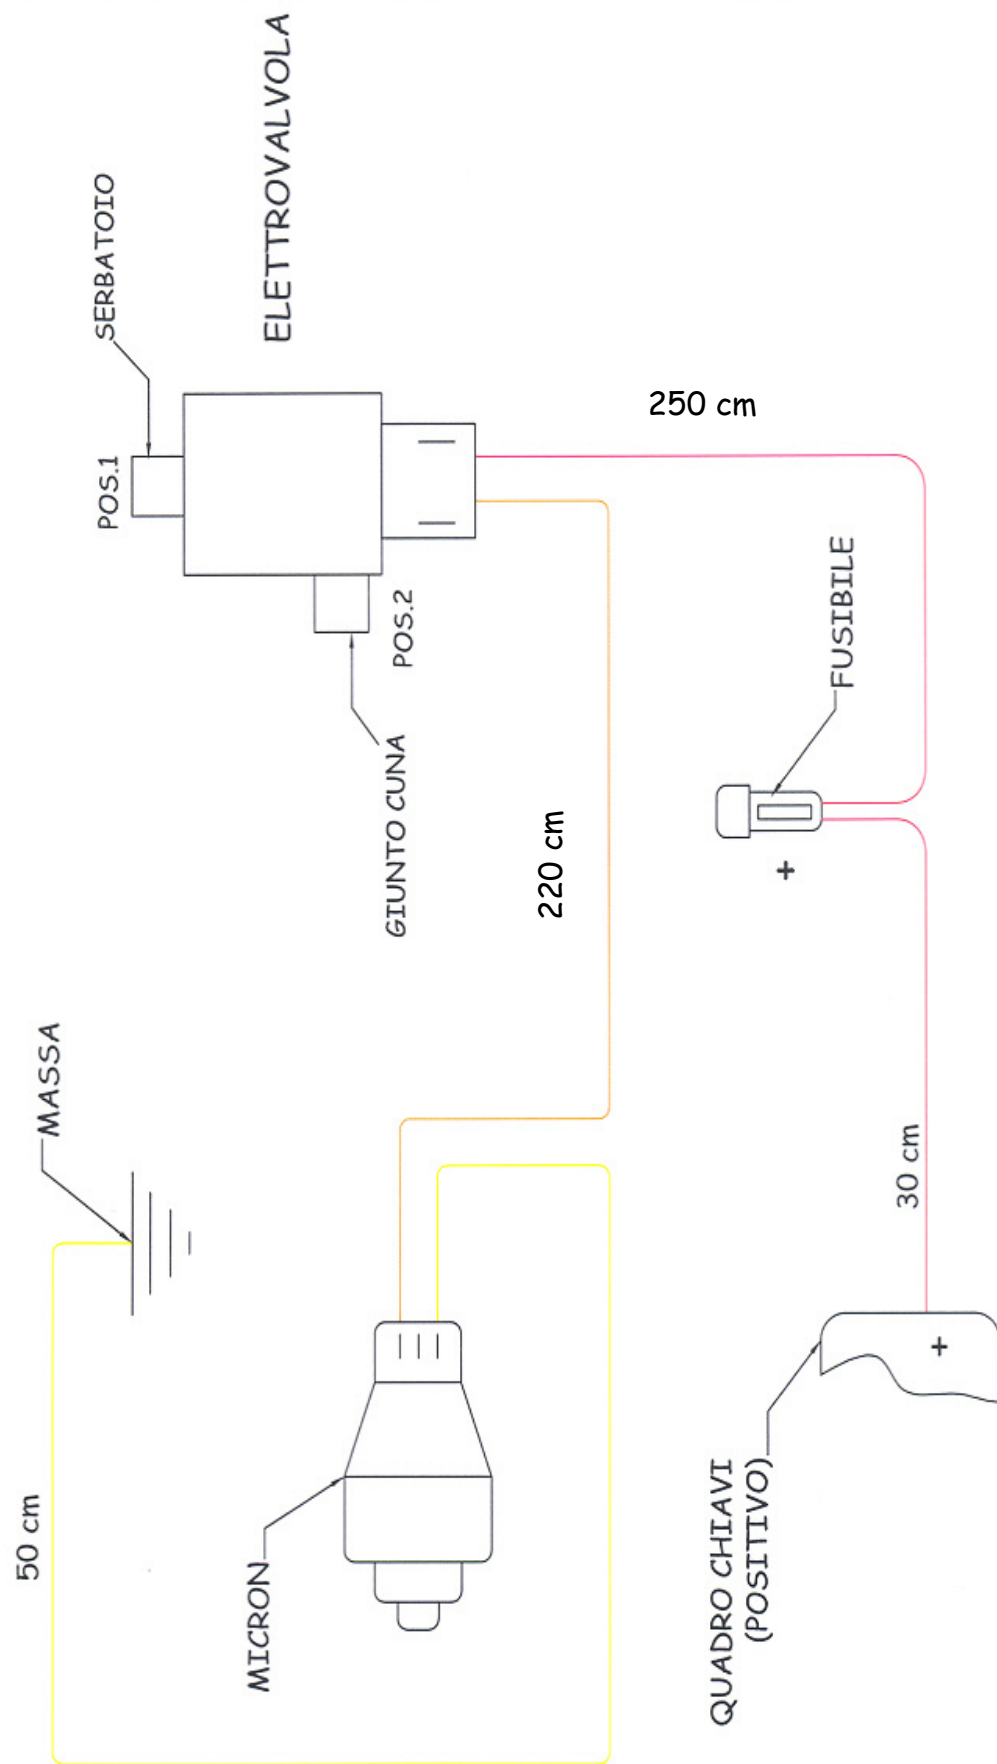 50 cm
MASSA
POS.1
SERBATOIO
ELETTROVALVOLA
MICRON
GIUNTO CUNA
POS.2
220 cm
250 cm
QUADRO CHIAVI
(POSITIVO)
+
FUSIBILE
30 cm
+